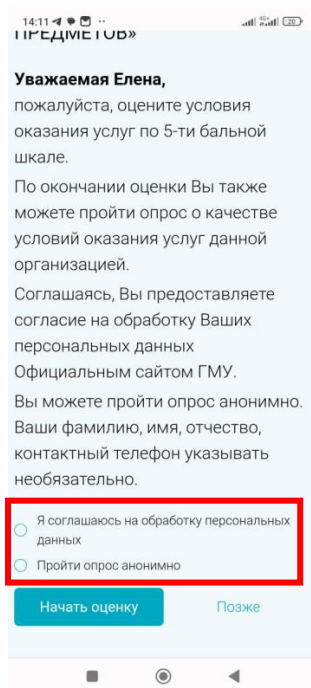 14:11
4G+
20
ПРЕДМЕТОВ»
Уважаемая Елена,
пожалуйста, оцените условия
оказания услуг по 5-ти бальной
шкале.
По окончании оценки Вы также
можете пройти опрос о качестве
условий оказания услуг данной
организацией.
Соглашаясь, Вы предоставляете
согласие на обработку Ваших
персональных данных
Официальным сайтом ГМУ.
Вы можете пройти опрос анонимно.
Ваши фамилию, имя, отчество,
контактный телефон указывать
необязательно.
Я соглашаюсь на обработку персональных
данных
Пройти опрос анонимно
Начать оценку Позже